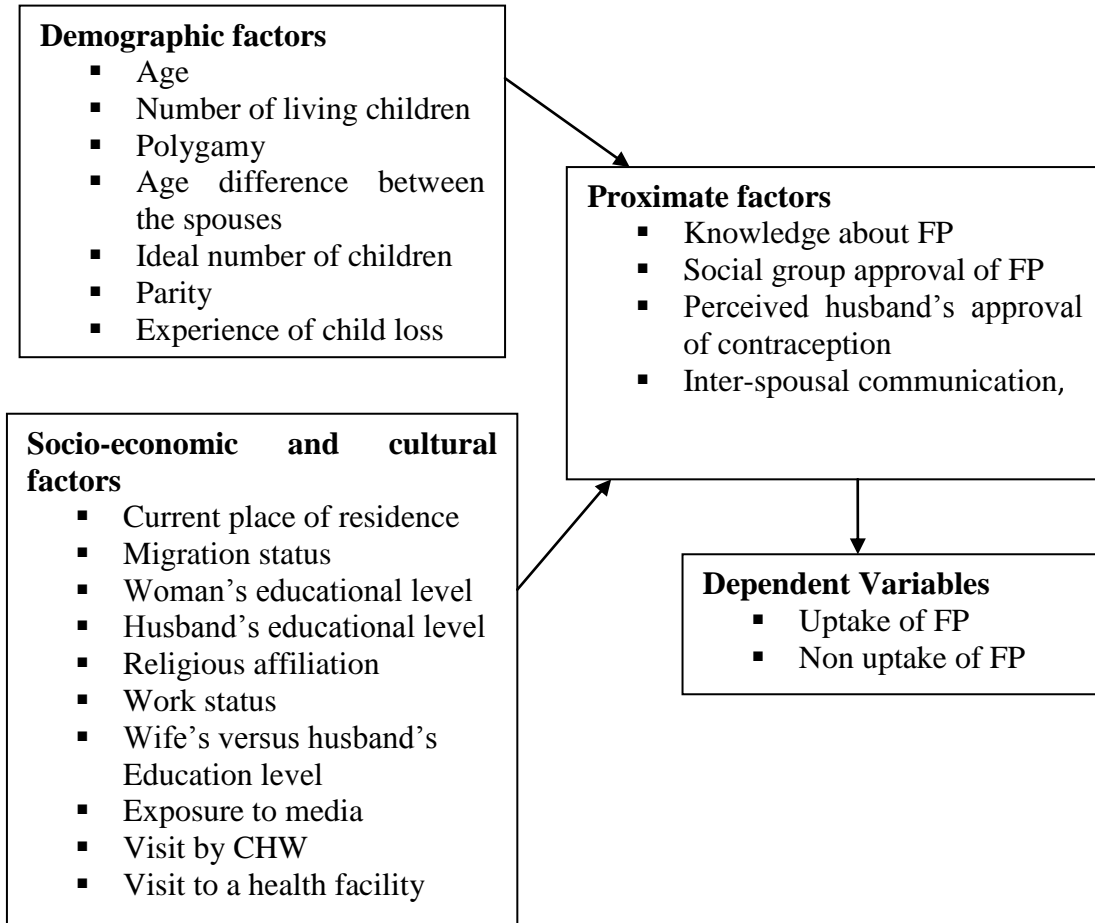 Demographic factors
▪ Age
▪ Number of living children
▪ Polygamy
▪ Age difference between
the spouses
▪ Ideal number of children
▪ Parity
▪ Experience of child loss
Socio-economic and cultural
factors
▪ Current place of residence
▪ Migration status
▪ Woman’s educational level
▪ Husband’s educational level
▪ Religious affiliation
▪ Work status
▪ Wife’s versus husband’s
Education level
▪ Exposure to media
▪ Visit by CHW
▪ Visit to a health facility
Proximate factors
▪ Knowledge about FP
▪ Social group approval of FP
▪ Perceived husband’s approval
of contraception
▪ Inter-spousal communication,
Dependent Variables
▪ Uptake of FP
▪ Non uptake of FP